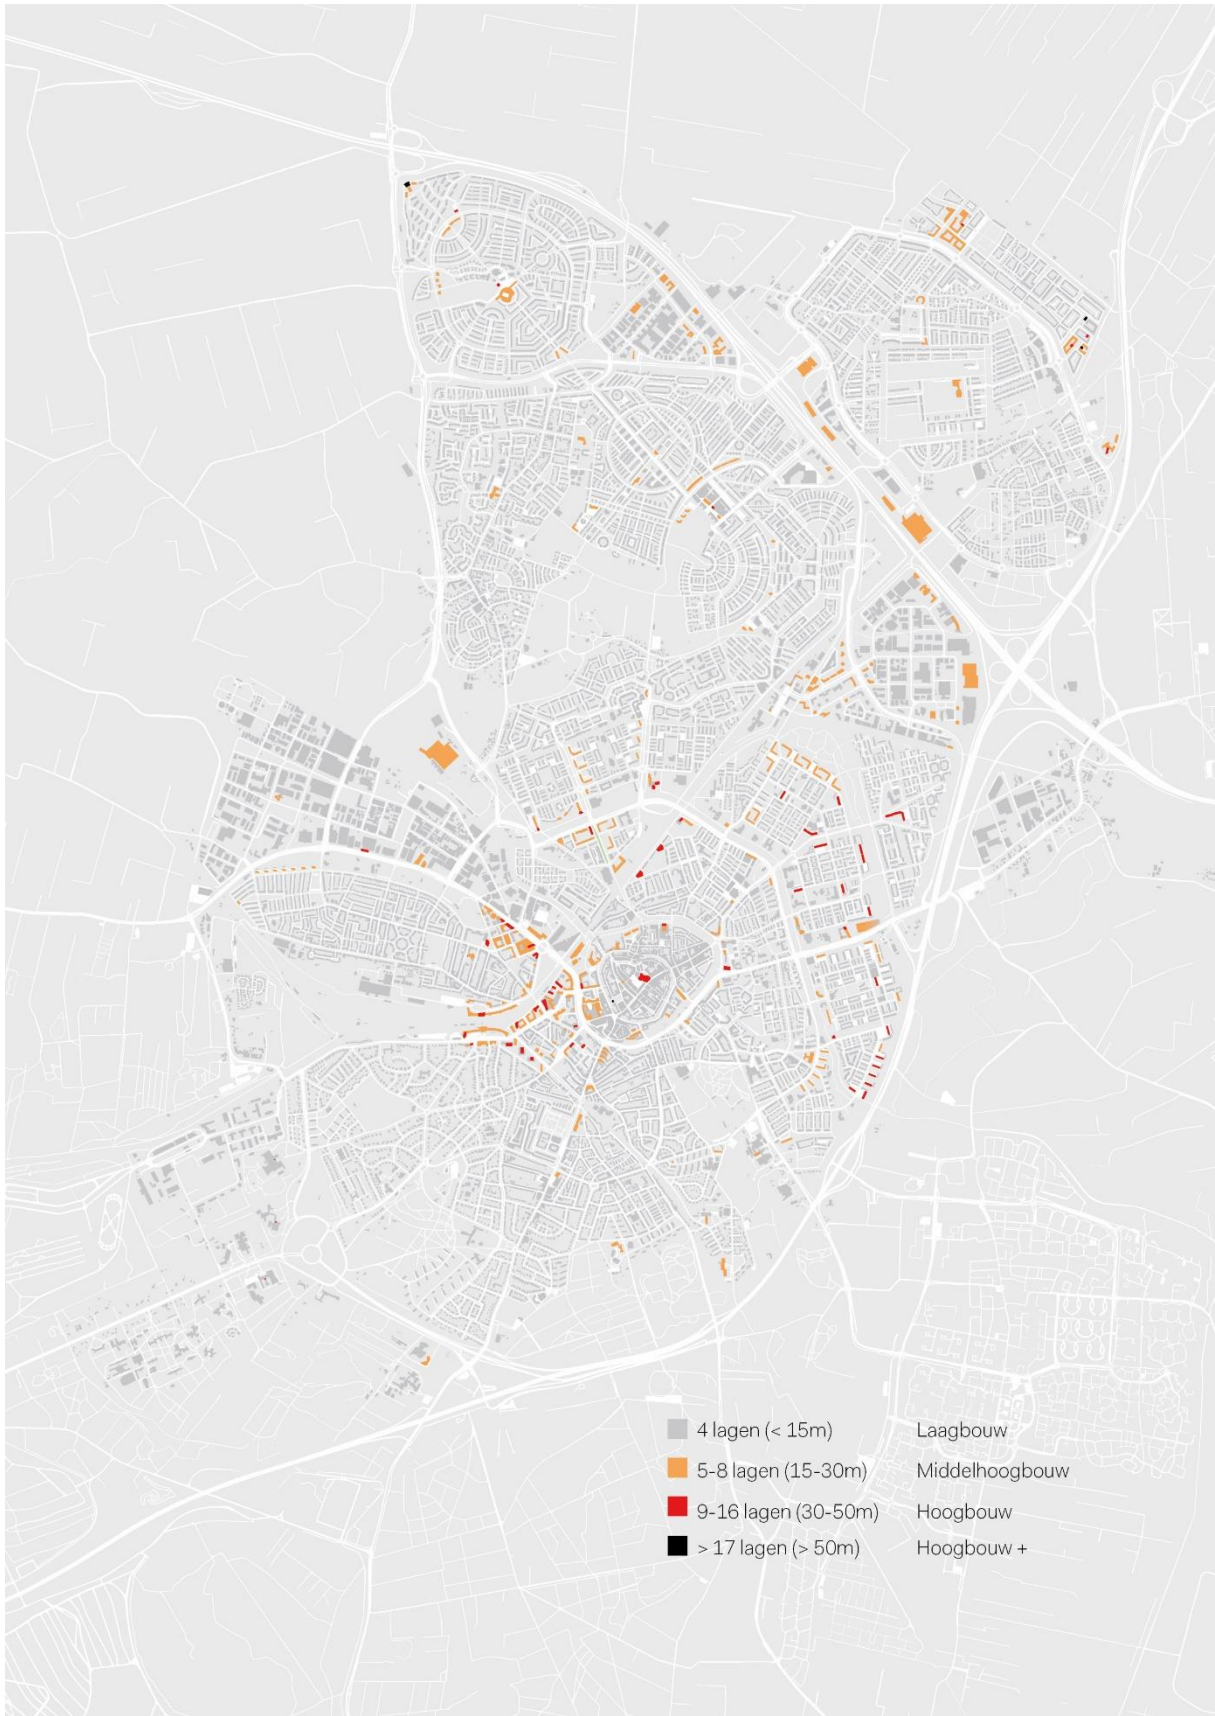 4 lagen (< 15m) Laagbouw
5-8 lagen (15-30m) Middelhoogbouw
9-16 lagen (30-50m) Hoogbouw
> 17 lagen (> 50m) Hoogbouw +